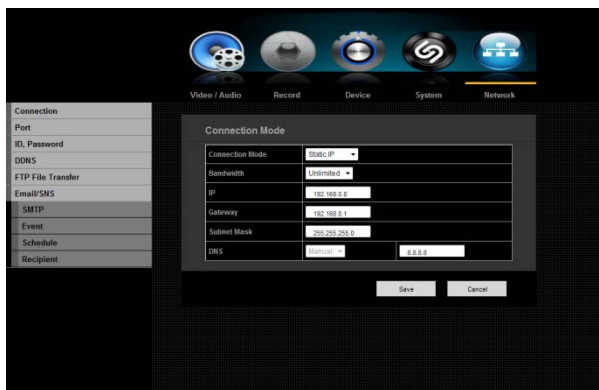 Video / Audio Record Device System Network
Connection
Port
ID, Password
DDNS
FTP File Transfer
Email/SNS
SMTP
Event
Schedule
Recipient
Connection Mode
Connection Mode Static IP
Bandwidth Unlimited
IP 192.168.0.8
Gateway 192.168.0.1
Subnet Mask 255.255.255.0
DNS Manual 8.8.8.8
Save Cancel